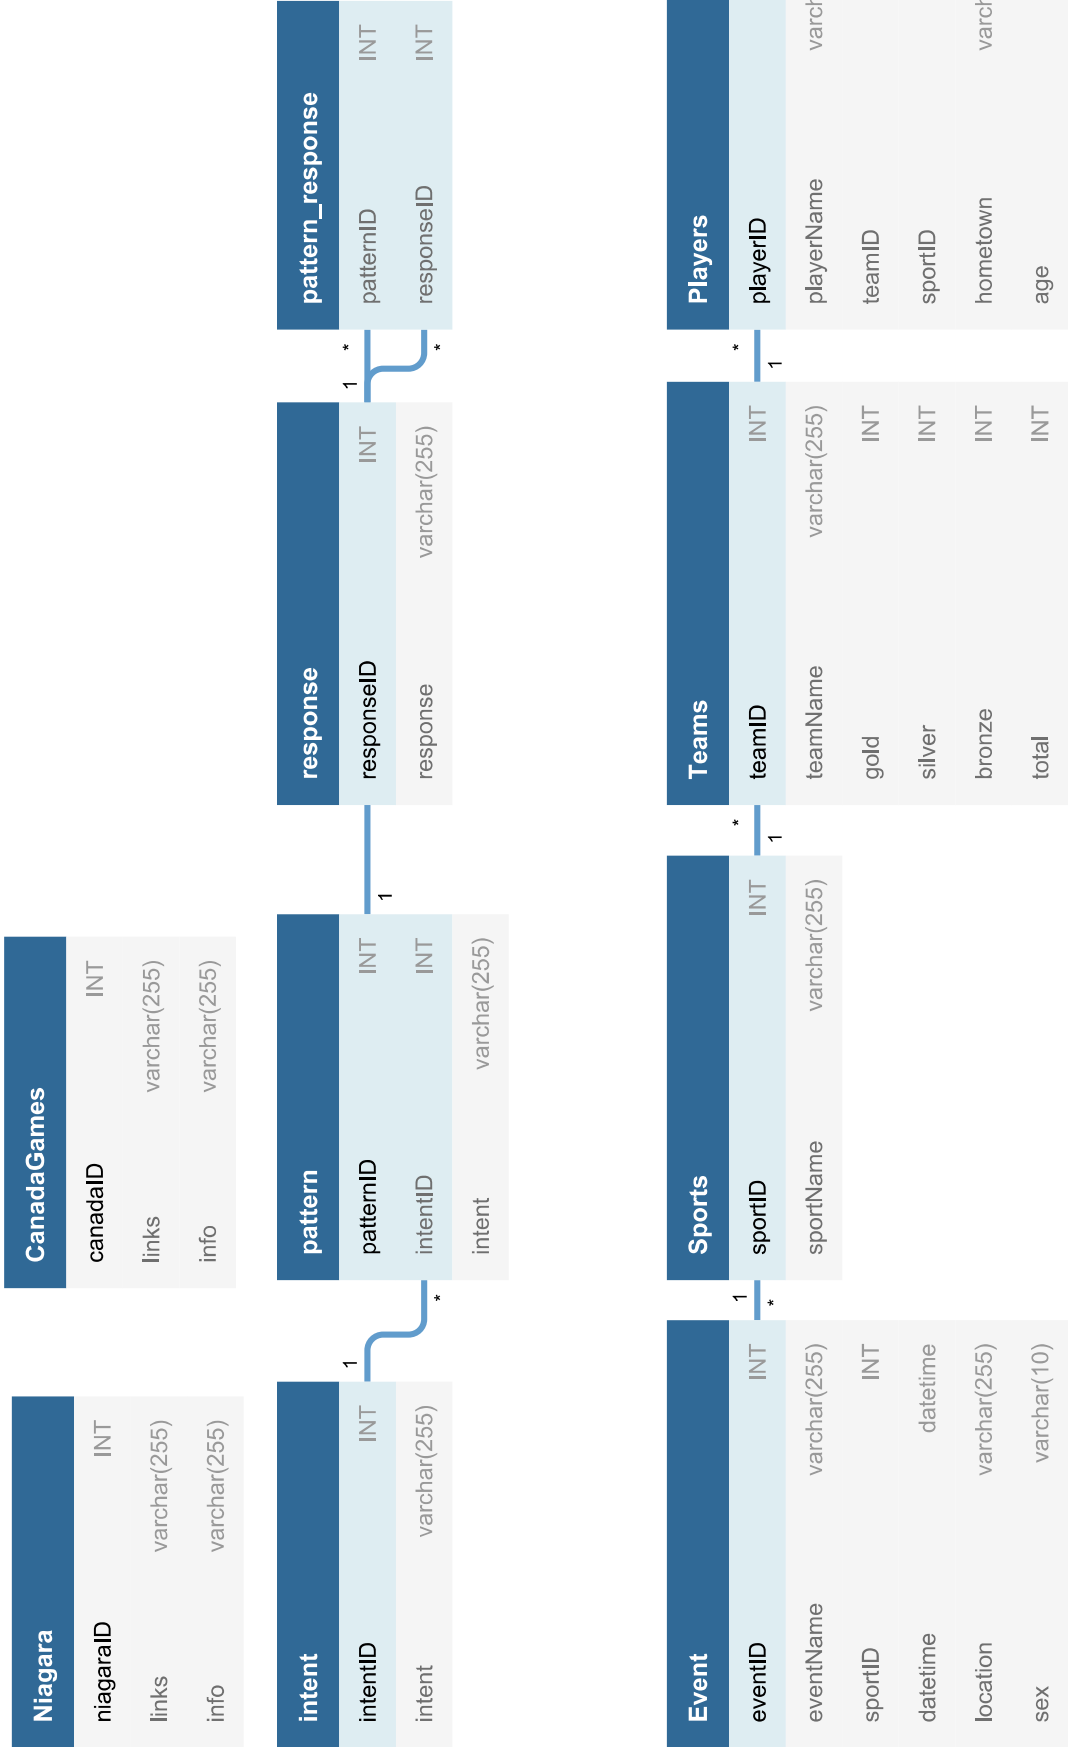 Niagara
niagaraID INT
links varchar(255)
info varchar(255)
CanadaGames
canadaID INT
links varchar(255)
info varchar(255)
intent
intentID INT
intent varchar(255)
1
*
pattern
patternID INT
intentID INT
intent varchar(255)
1
response
responseID INT
response varchar(255)
1
*
*
pattern_response
patternID INT
responseID INT
Event
eventID INT
eventName varchar(255)
sportID INT
datetime datetime
location varchar(255)
sex varchar(10)
1
*
Sports
sportID INT
sportName varchar(255)
*
1
Teams
teamID INT
teamName varchar(255)
gold INT
silver INT
bronze INT
total INT
*
1
Players
playerID
playerName varch
teamID
sportID
hometown varch
age